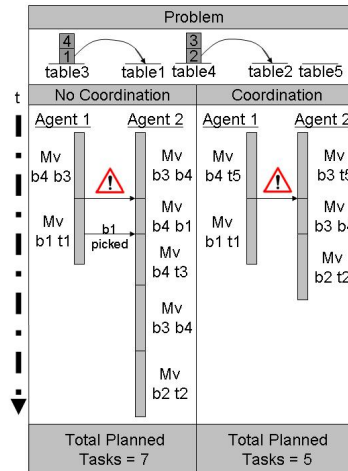 Problem
4
1
3
2
table3
table1
table4
table2
table5
t
No Coordination
Coordination
Agent 1
Agent 2
Mv
b4 b3
Mv
b1 t1
!
b1
picked
Mv
b3 b4
Mv
b4 b1
Mv
b4 t3
Mv
b3 b4
Mv
b2 t2
Agent 1
Agent 2
Mv
b4 t5
Mv
b1 t1
!
Mv
b3 t5
Mv
b3 b4
Mv
b2 t2
Total Planned
Tasks = 7
Total Planned
Tasks = 5